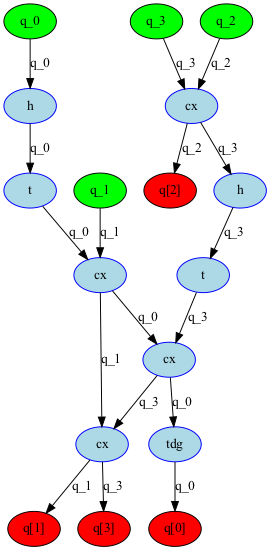 q_0 q_3 q_2
q_0 q_3 q_2
h cx
q_0 q_2 q_3
t q_1 q[2] h
q_0 q_1 q_3
cx t
q_1 q_0 q_3
cx
q_3 q_0
cx tdg
q_1 q_3 q_0
q[1] q[3] q[0]